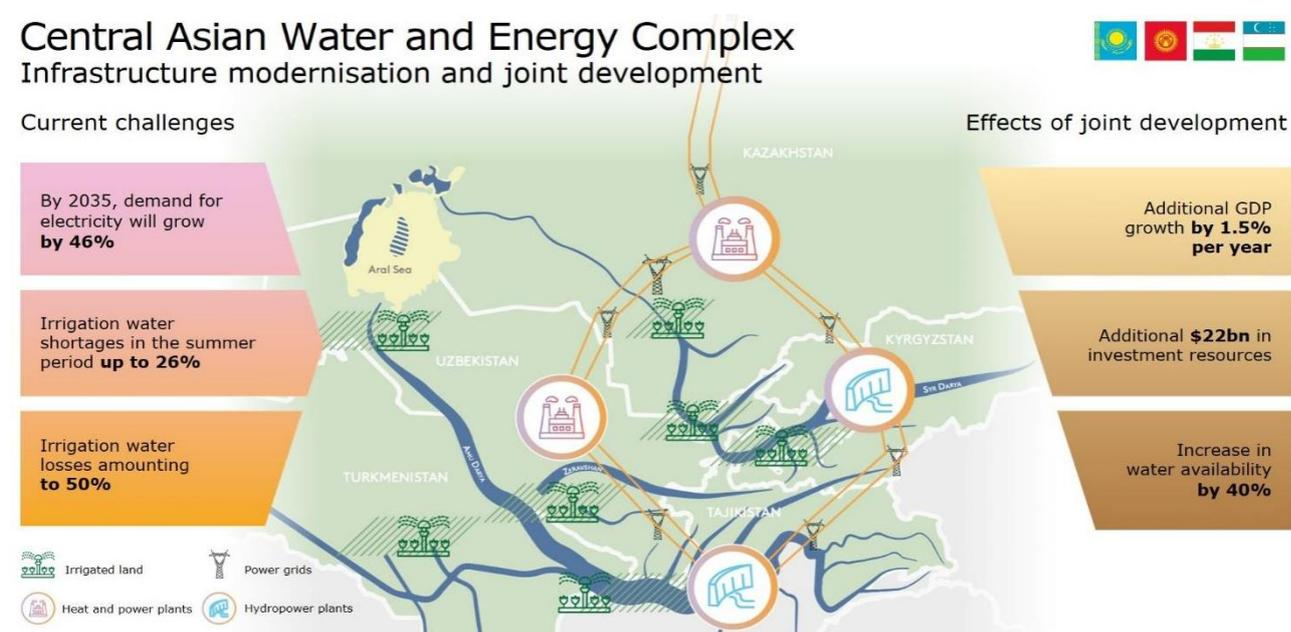 Central Asian Water and Energy Complex
Infrastructure modernisation and joint development
Current challenges
By 2035, demand for
electricity will grow
by 46%
Irrigation water
shortages in the summer
period up to 26%
Irrigation water
losses amounting
to 50%
Effects of joint development
Additional GDP
growth by 1.5%
per year
Additional $22bn in
investment resources
Increase in
water availability
by 40%
KAZAKHSTAN
Aral Sea
UZBEKISTAN
KYRGYZSTAN
SYR DARYA
AMU DARYA
ZERAVSHAN
TURKMENISTAN
TAJIKISTAN
Irrigated land
Power grids
Heat and power plants
Hydropower plants